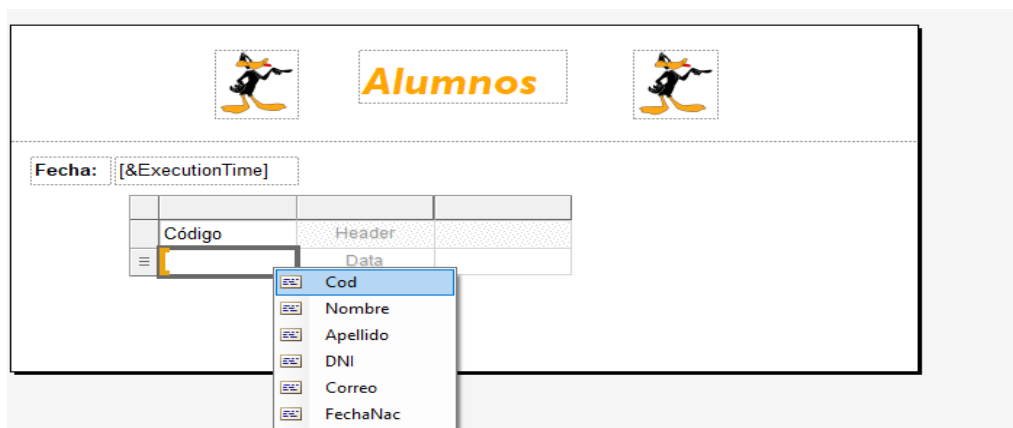 Alumnos
Fecha: [&ExecutionTime]
Código Header
Data
Cod
Nombre
Apellido
DNI
Correo
FechaNac